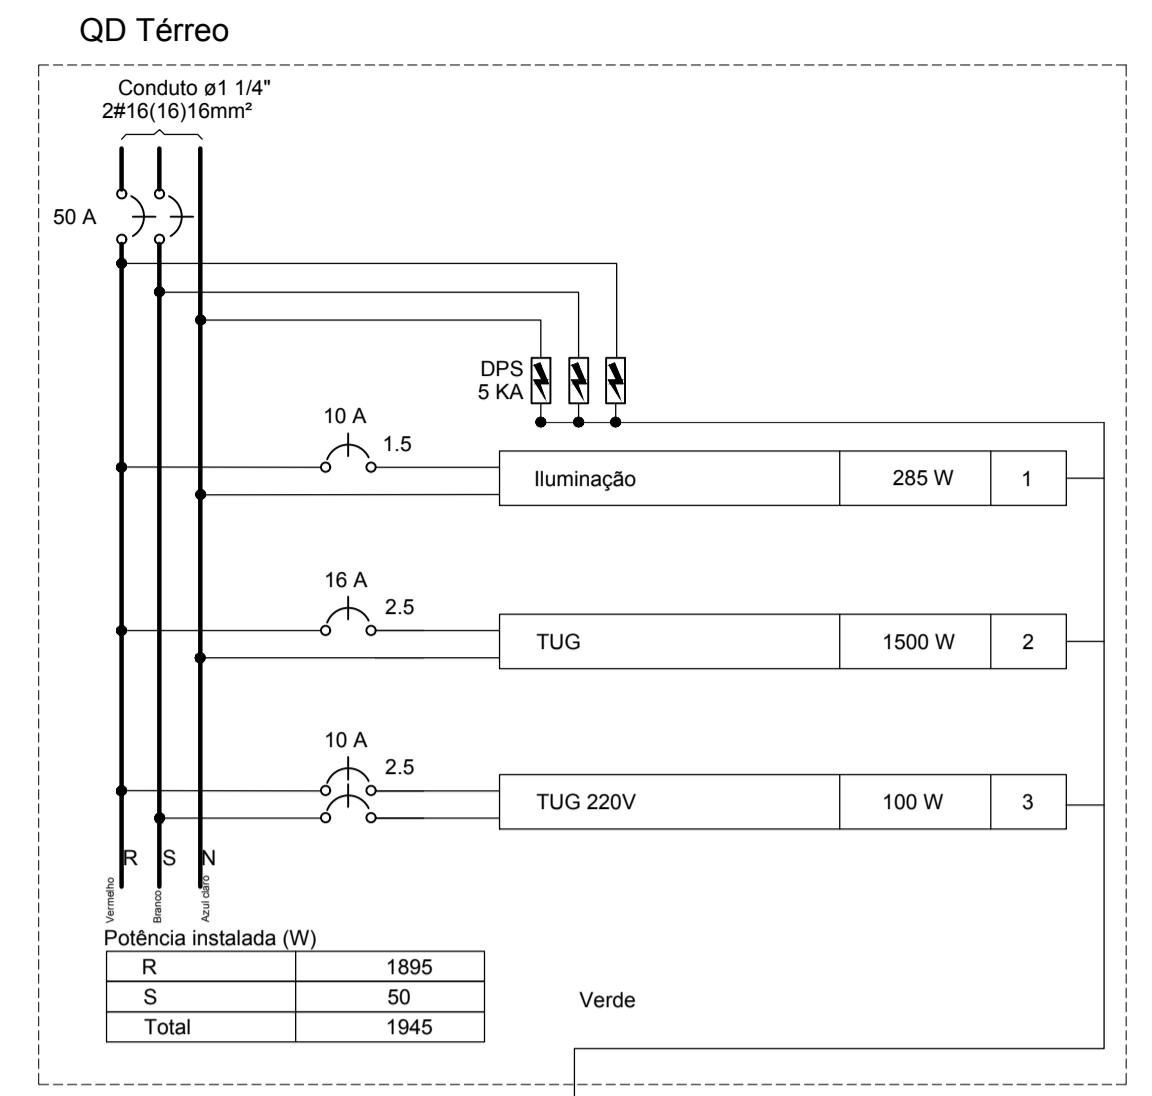 QD Térreo
Conduto ø1 1/4"
2#16(16)16mm²
50 A
DPS
5 KA
10 A
1.5
Iluminação 285 W 1
16 A
2.5
TUG 1500 W 2
10 A
2.5
TUG 220V 100 W 3
R S N
Vermelho
Branco
Azul claro
Potência instalada (W)
R 1895
S 50
Total 1945
Verde